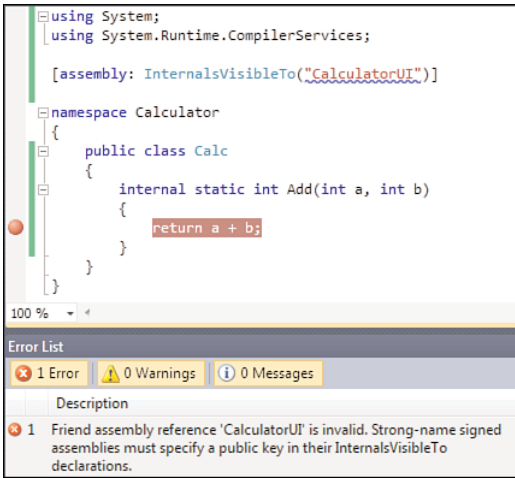 using System;
using System.Runtime.CompilerServices;
[assembly: InternalsVisibleTo("CalculatorUI")]
namespace Calculator
{
public class Calc
{
internal static int Add(int a, int b)
{
return a + b;
}
}
}
100 %
Error List
1 Error 0 Warnings 0 Messages
Description
1 Friend assembly reference 'CalculatorUI' is invalid. Strong-name signed
assemblies must specify a public key in their InternalsVisibleTo
declarations.